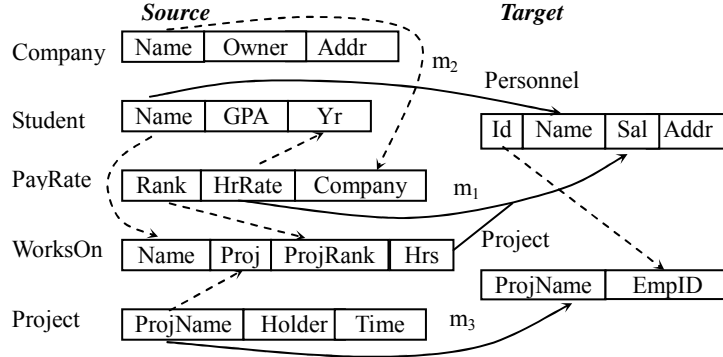 Source Target
Company Name Owner Addr
m2
Personnel
Student Name GPA Yr
Id Name Sal Addr
PayRate Rank HrRate Company
m1
Project
WorksOn Name Proj ProjRank Hrs
ProjName EmpID
Project ProjName Holder Time
m3